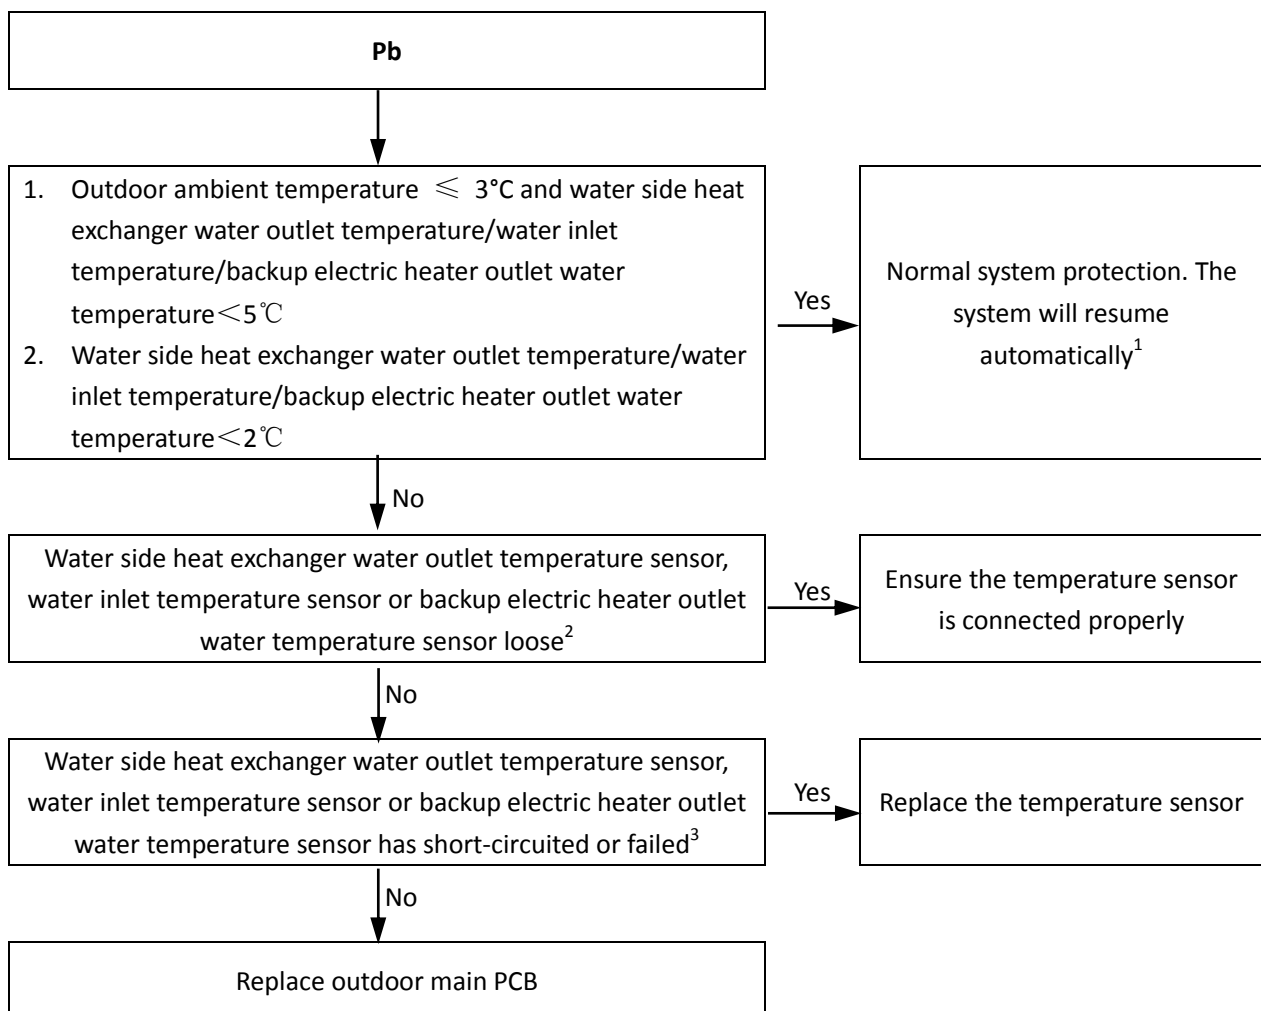 Pb
1. Outdoor ambient temperature ≤ 3°C and water side heat
exchanger water outlet temperature/water inlet
temperature/backup electric heater outlet water
temperature＜5℃
2. Water side heat exchanger water outlet temperature/water
inlet temperature/backup electric heater outlet water
temperature＜2℃
Yes
Normal system protection. The
system will resume
automatically¹
No
Water side heat exchanger water outlet temperature sensor,
water inlet temperature sensor or backup electric heater outlet
water temperature sensor loose²
Yes
Ensure the temperature sensor
is connected properly
No
Water side heat exchanger water outlet temperature sensor,
water inlet temperature sensor or backup electric heater outlet
water temperature sensor has short-circuited or failed³
Yes
Replace the temperature sensor
No
Replace outdoor main PCB